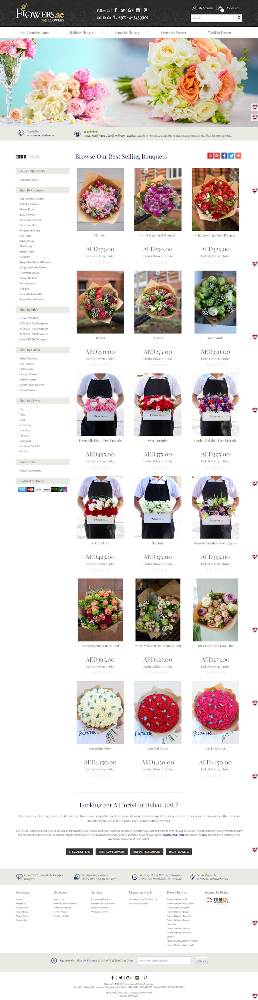 FLOWERS.ae
UAE FLOWERS
Follow Us
Call Us On +971-4-3439901
My Account
0
View Cart
Search
Our Complete Range
Birthday Flowers
Romantic Flowers
Corporate Flowers
Wedding Flowers
Trusted by
over 20,000 customers
Good Quality And Timely Delivery | Debbie: Thanks to Flowers.ae I was able to make a job promotion that little bit extra special...
Browse Our Best Selling Bouquets
Deal Of The Month
December Deals
Shop By Occasion
Our Complete Range
Birthday Flowers
Flower Boxes
Baby Flowers
Christmas Flowers
Christmas Gifts
Romantic Flowers
Red Roses
White Roses
Pink Roses
Yellow Roses
Corsages
Sympathy / Funeral Flowers
Congratulations Flowers
Get Well Flowers
Flower Baskets
Arrangements
Gift Sets
Cakes & Chocolates
International Flowers
Shop By Price
Under 200 AED
AED 201 - 300 Bouquets
AED 301 - 400 Bouquets
AED 401 - 600 Bouquets
Over AED 600 Bouquets
Shop By Colour
Yellow Flowers
Red Flowers
Pink Flowers
Orange Flowers
White Flowers
Purple / Lilac Flowers
Green Flowers
Shop By Flower
Lily
Tulip
Rose
Carnation
Lisanthus
Freesia
Sunflower
Gerbera/ Germini
Orchid
Flower Care
Flower Care Guide
Payment Methods
VISA
PayPal
Florence
GiGi's Hand-tied Bouquet
Julianne's Hand-tied Bouquet
AED275.00
AED250.00
AED325.00
Earliest Delivery : Today
Earliest Delivery : Today
Earliest Delivery : Today
Marian
Brideen
Snow White
AED250.00
AED275.00
AED350.00
Earliest Delivery : Today
Earliest Delivery : Today
Earliest Delivery : Today
FLOWERS.ae
FLOWERS.ae
FLOWERS.ae
Essentially Pink - Free Upgrade
Sweet Surprise
Garden Delight - Free Upgrade
AED495.00
AED375.00
AED395.00
Earliest Delivery : Today
Earliest Delivery : Today
Earliest Delivery : Today
FLOWERS.ae
FLOWERS.ae
FLOWERS.ae
A Box of Love
Serenity
Graceful Beauty - Free Upgrade
AED495.00
AED375.00
AED395.00
Earliest Delivery : Today
Earliest Delivery : Today
Earliest Delivery : Today
Fresh Happiness Hand-tied
Sweet Avalanche Pastel Hand-tied
Soft Pastel Roses Hand-tied
AED395.00
AED425.00
AED275.00
Earliest Delivery : Today
Earliest Delivery : Today
Earliest Delivery : Today
Team
FLOWERS.ae
FLOWERS
FLOWERS.ae
100 White Roses
100 Red Roses
100 Pink Roses
AED1,150.00
AED1,150.00
AED1,150.00
Earliest Delivery : Today
Earliest Delivery : Today
Earliest Delivery : Today
Looking For A Florist In Dubai, UAE?
Flowers.ae is a leading name in UAE floristry. Known and respected as the original designer flower shop, Flowers.ae is the luxury choice for bouquets, office flowers
and plants, homes and interiors, events and wedding flowers.
Each design is unique, hand created for you by our qualified and experienced team using the best flowers and foliages sourced from all over the world. Choose from the convenience of viewing designs
and ordering bouquets online, or call our team for friendly advice and to place telephone orders. We hand deliver flowers across Dubai, Abu Dhabi and across the UAE and can often organise same
day flower deliveries at short notice.
SPECIAL OFFERS
BIRTHDAY FLOWERS
ROMANTIC FLOWERS
BABY FLOWERS
Hand Tied & Beautifully Wrapped
Bouquets
For Same Day Deliveries
Place Order By 8 pm that Day
Next Day Flower Delivery Throughout
Dubai, Abu Dhabi and UAE Available
Secure Payments
& Superb Customer Service
Flowers.ae
Home
About Us
Our Reviews
Flower Blog
Flower Care
Contact Us
My Account
My Account
How To Order Flowers
Customer Service
Flower FAQ's
Track My Order
Services
Corporate Flowers
Flowers For Your Home
Bespoke Flowers
Wedding Flowers
Upcoming Events
Christmas Day -2017-12-25
Flower Delivery Available
Flower Delivery
Flower Delivery UAE
Flower Delivery Abu Dhabi
Flower Delivery Ajman
Flower Delivery Dubai
Flower Delivery Fujairah
Flower Delivery Ras-Al-
Khaimah
Flower Delivery Sharjah
Flower Delivery Umm-Al-
Quwain
Same Day Flower Delivery UAE
Flower Delivery Worldwide
Secured by Realex
realex
payments
Signup to Our News On Bouquets & Get 10% Off Your Next Order
Enter your email address
Sign Up
Copyright © 2017 Flowers.ae. All Rights Reserved.
Shop #21, Village Mall, Jumeirah Rd, Jumeirah 1, Dubai, UAE | UAE: 04-3439901 / Outside UAE: +971 4-3439901
Terms And Conditions | Statutory Information
Designed by FCDM